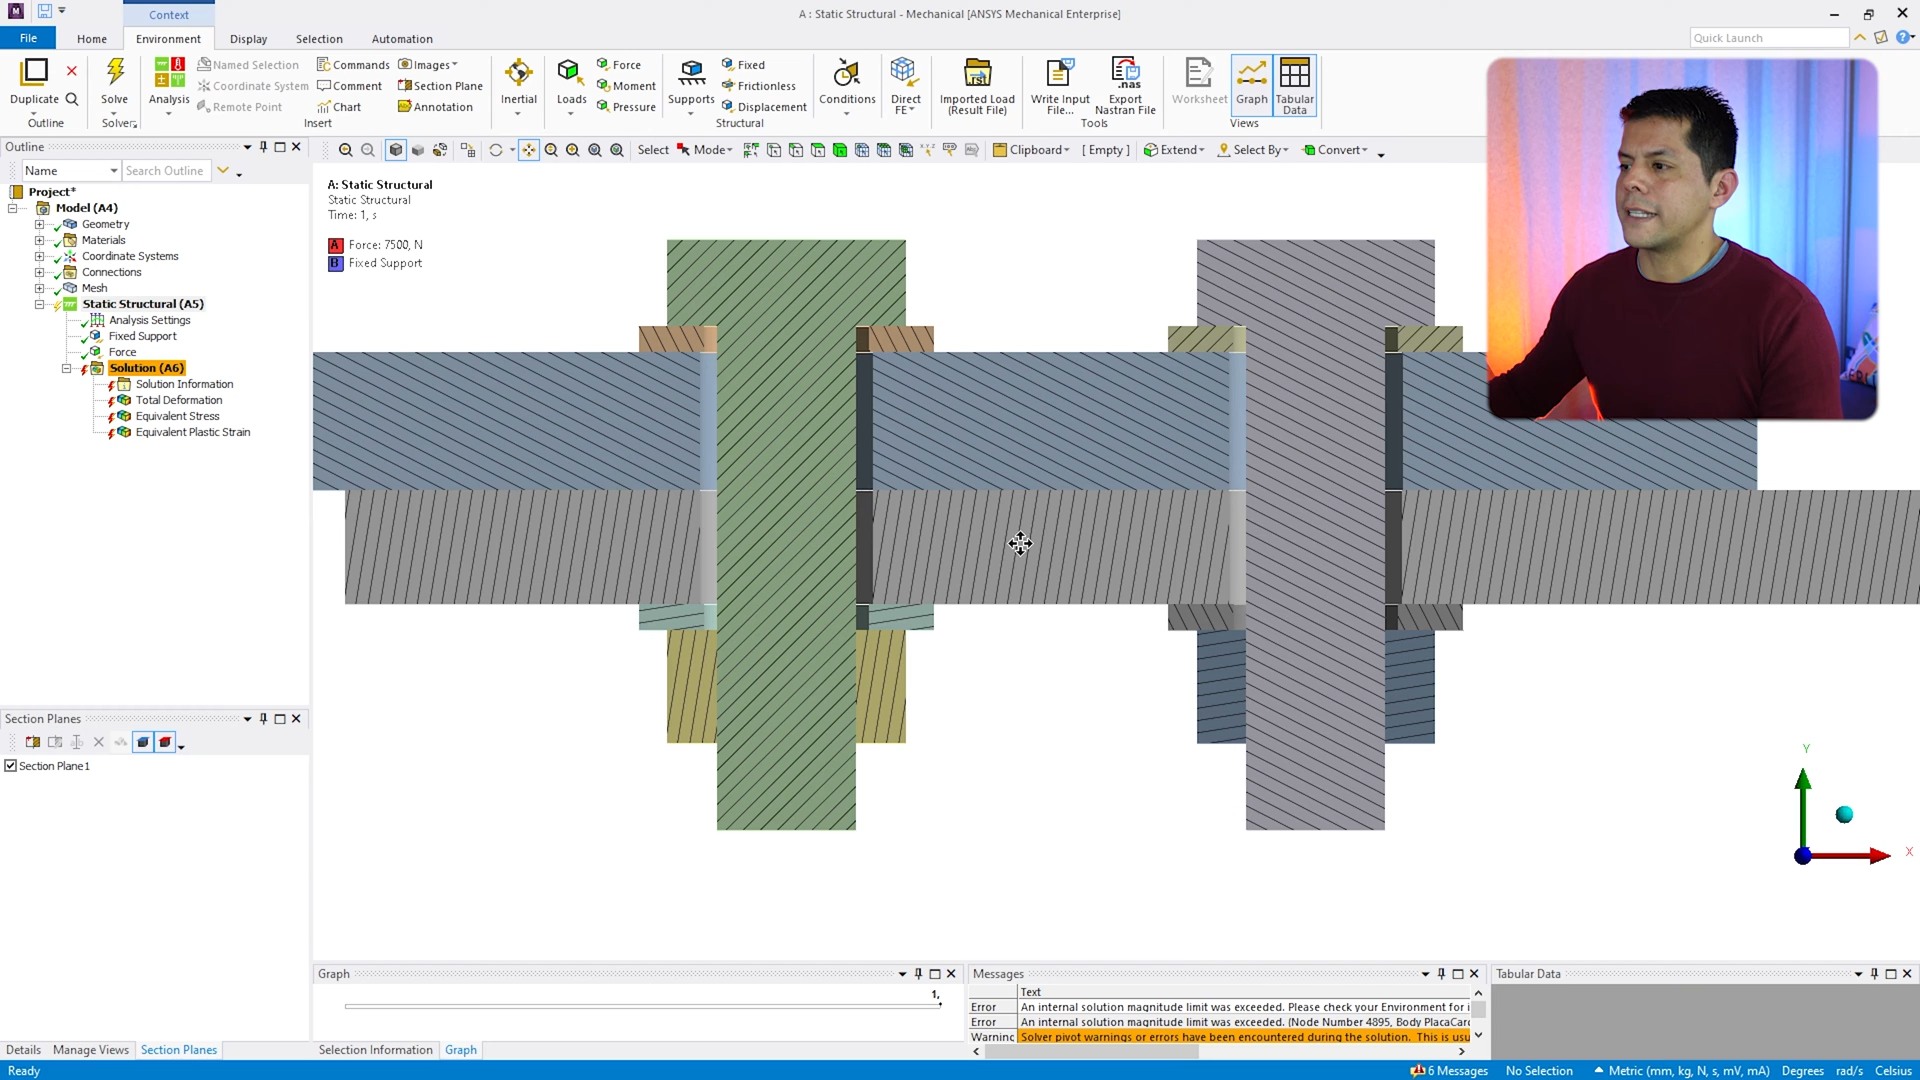 Context
A : Static Structural - Mechanical [ANSYS Mechanical Enterprise]
File
Home
Environment
Display
Selection
Automation
Quick Launch
Duplicate
Outline
Solve
Solver
Analysis
Named Selection
Coordinate System
Remote Point
Commands
Comment
Chart
Images
Section Plane
Annotation
Insert
Inertial
Loads
Force
Moment
Pressure
Supports
Fixed
Frictionless
Displacement
Structural
Conditions
Direct
FE
Imported Load
(Result File)
Write Input
File...
.nas
Export
Nastran File
Tools
Worksheet
Graph
Tabular
Data
Views
Outline
Name
Search Outline
Select
Mode
Clipboard
[ Empty ]
Extend
Select By
Convert
Project*
Model (A4)
Geometry
Materials
Coordinate Systems
Connections
Mesh
Static Structural (A5)
Analysis Settings
Fixed Support
Force
Solution (A6)
Solution Information
Total Deformation
Equivalent Stress
Equivalent Plastic Strain
A: Static Structural
Static Structural
Time: 1, s
A Force: 7500, N
B Fixed Support
Section Planes
Section Plane1
Y
X
Graph
1,
Messages
Text
Error An internal solution magnitude limit was exceeded. Please check your Environment for i
Error An internal solution magnitude limit was exceeded. (Node Number 4895, Body PlacaCar
Warning Solver pivot warnings or errors have been encountered during the solution. This is usu
Tabular Data
Details
Manage Views
Section Planes
Selection Information
Graph
Ready
6 Messages
No Selection
Metric (mm, kg, N, s, mV, mA)
Degrees
rad/s
Celsius